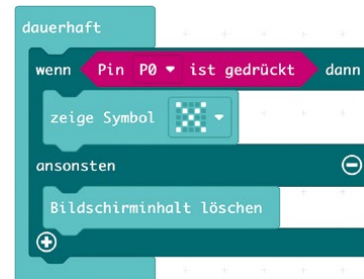 dauerhaft
wenn Pin P0 ist gedrückt dann
zeige Symbol
ansonsten
Bildschirminhalt löschen